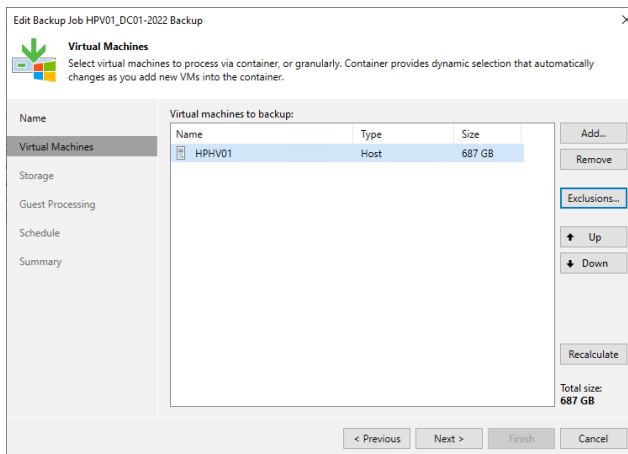 Edit Backup Job HPV01_DC01-2022 Backup
Virtual Machines
Select virtual machines to process via container, or granularly. Container provides dynamic selection that automatically
changes as you add new VMs into the container.
Name
Virtual Machines
Storage
Guest Processing
Schedule
Summary
Virtual machines to backup:
Name Type Size
HPHV01 Host 687 GB
Add...
Remove
Exclusions...
Up
Down
Recalculate
Total size:
687 GB
< Previous Next > Finish Cancel